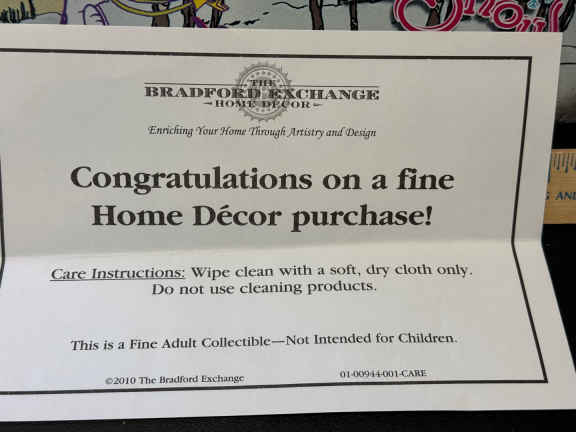 Snow
THE
BRADFORD EXCHANGE
HOME DÉCOR
Enriching Your Home Through Artistry and Design
Congratulations on a fine
Home Décor purchase!
Care Instructions: Wipe clean with a soft, dry cloth only.
Do not use cleaning products.
This is a Fine Adult Collectible—Not Intended for Children.
©2010 The Bradford Exchange
01-00944-001-CARE
AND